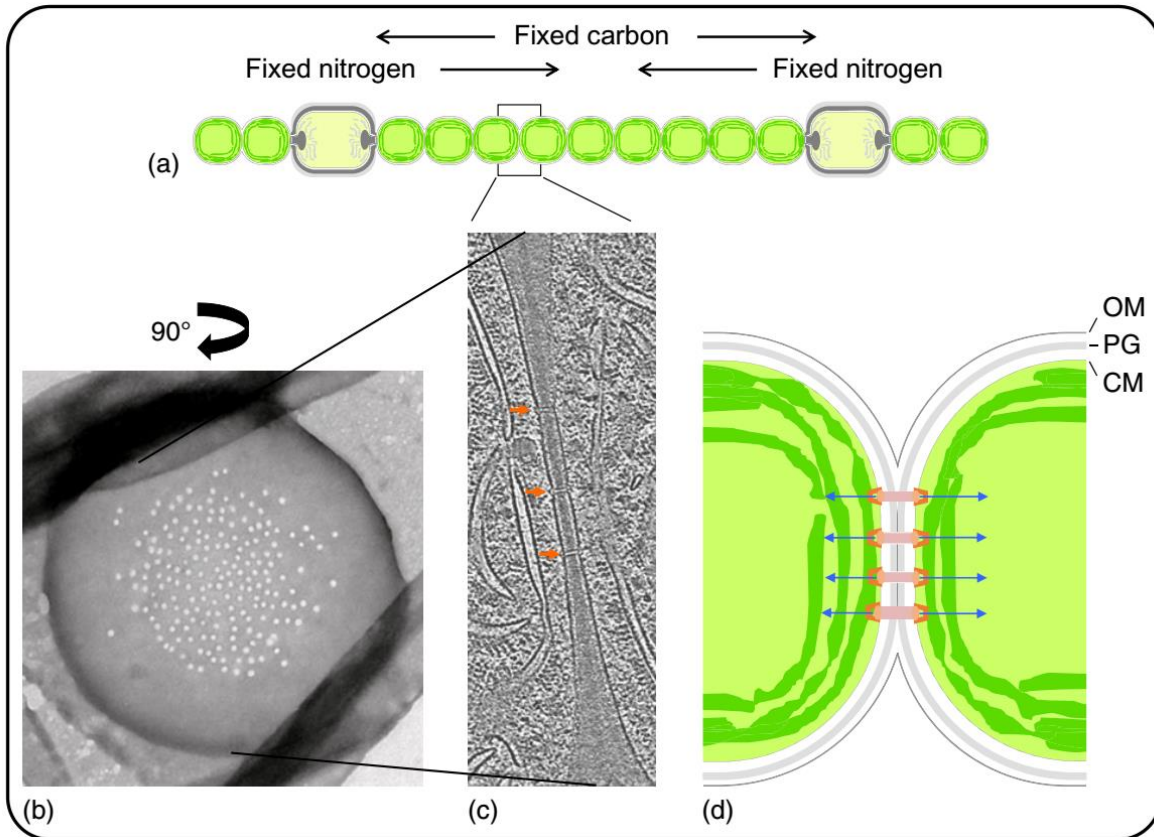 Fixed carbon
Fixed nitrogen Fixed nitrogen
(a)
90°
OM
PG
CM
(b) (c) (d)